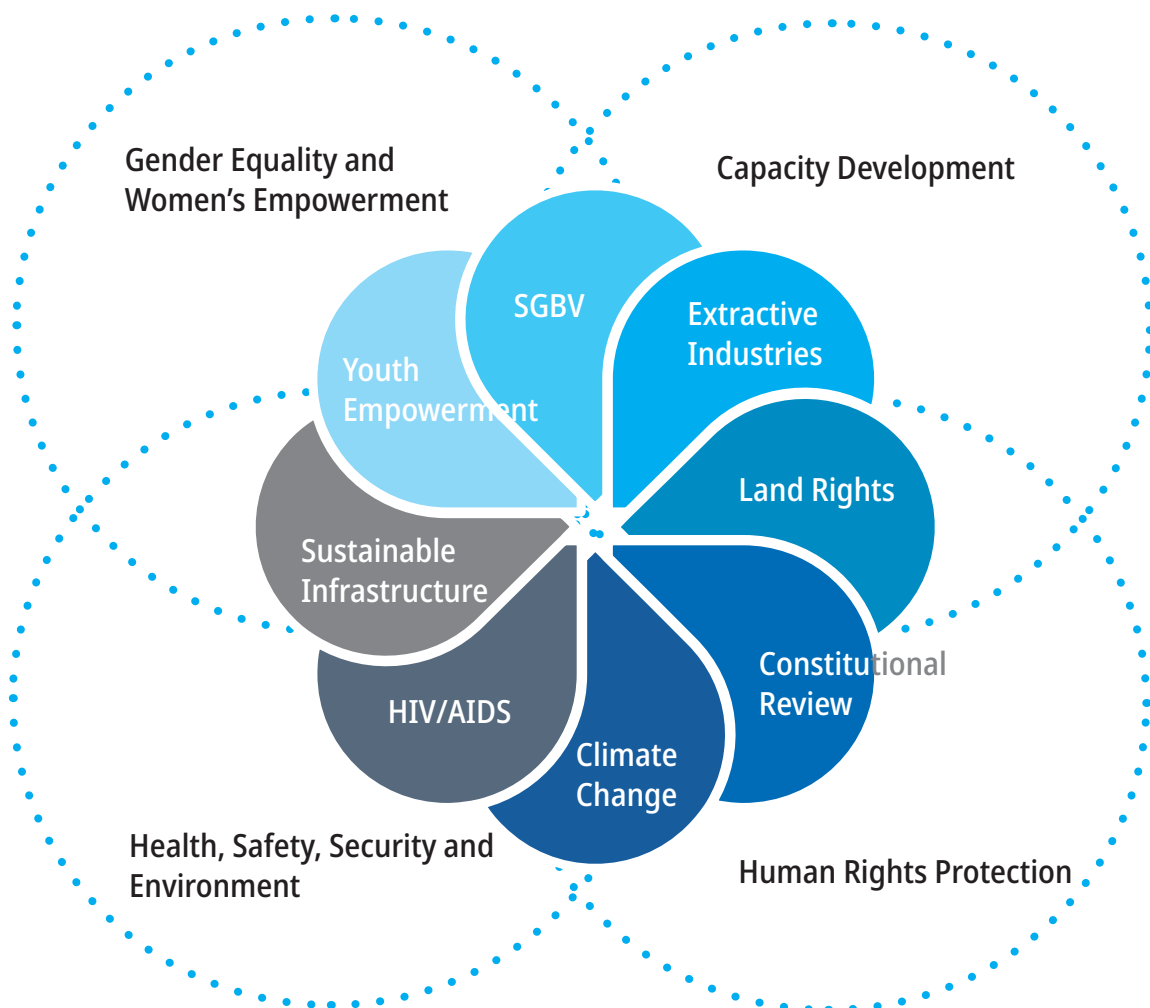 Gender Equality and
Women's Empowerment
Capacity Development
SGBV
Extractive
Industries
Youth
Empowerment
Land Rights
Sustainable
Infrastructure
Constitutional
Review
HIV/AIDS
Climate
Change
Health, Safety, Security and
Environment
Human Rights Protection